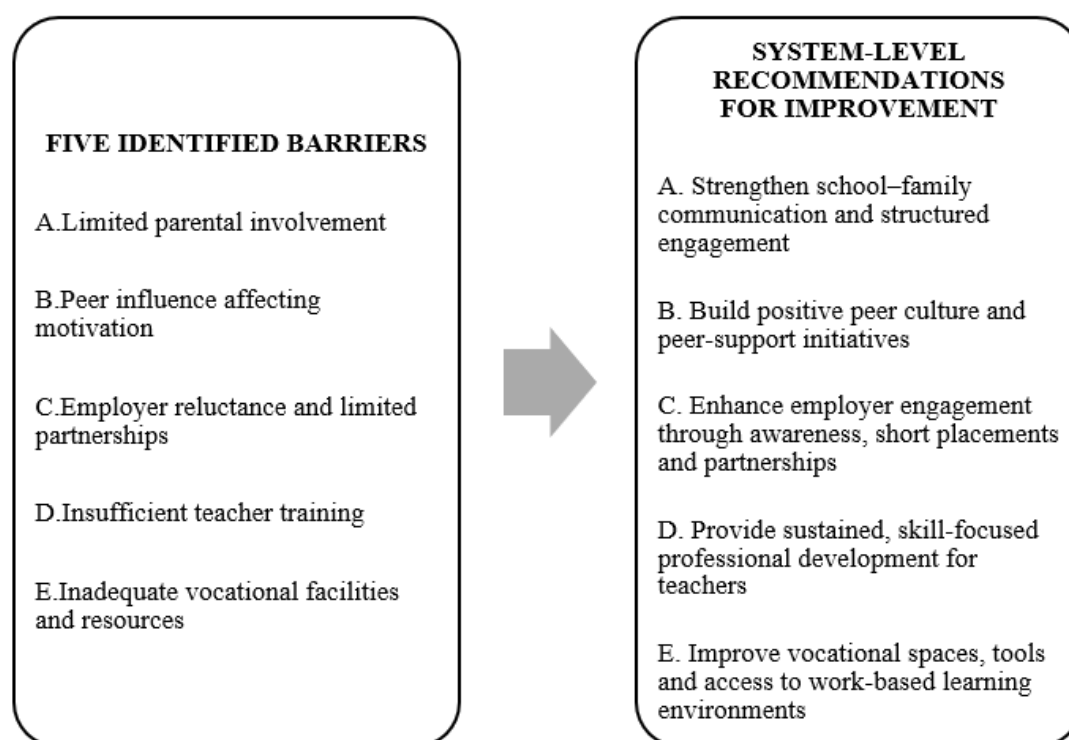 FIVE IDENTIFIED BARRIERS
A.Limited parental involvement
B.Peer influence affecting
motivation
C.Employer reluctance and limited
partnerships
D.Insufficient teacher training
E.Inadequate vocational facilities
and resources
SYSTEM-LEVEL
RECOMMENDATIONS
FOR IMPROVEMENT
A. Strengthen school–family
communication and structured
engagement
B. Build positive peer culture and
peer-support initiatives
C. Enhance employer engagement
through awareness, short placements
and partnerships
D. Provide sustained, skill-focused
professional development for
teachers
E. Improve vocational spaces, tools
and access to work-based learning
environments